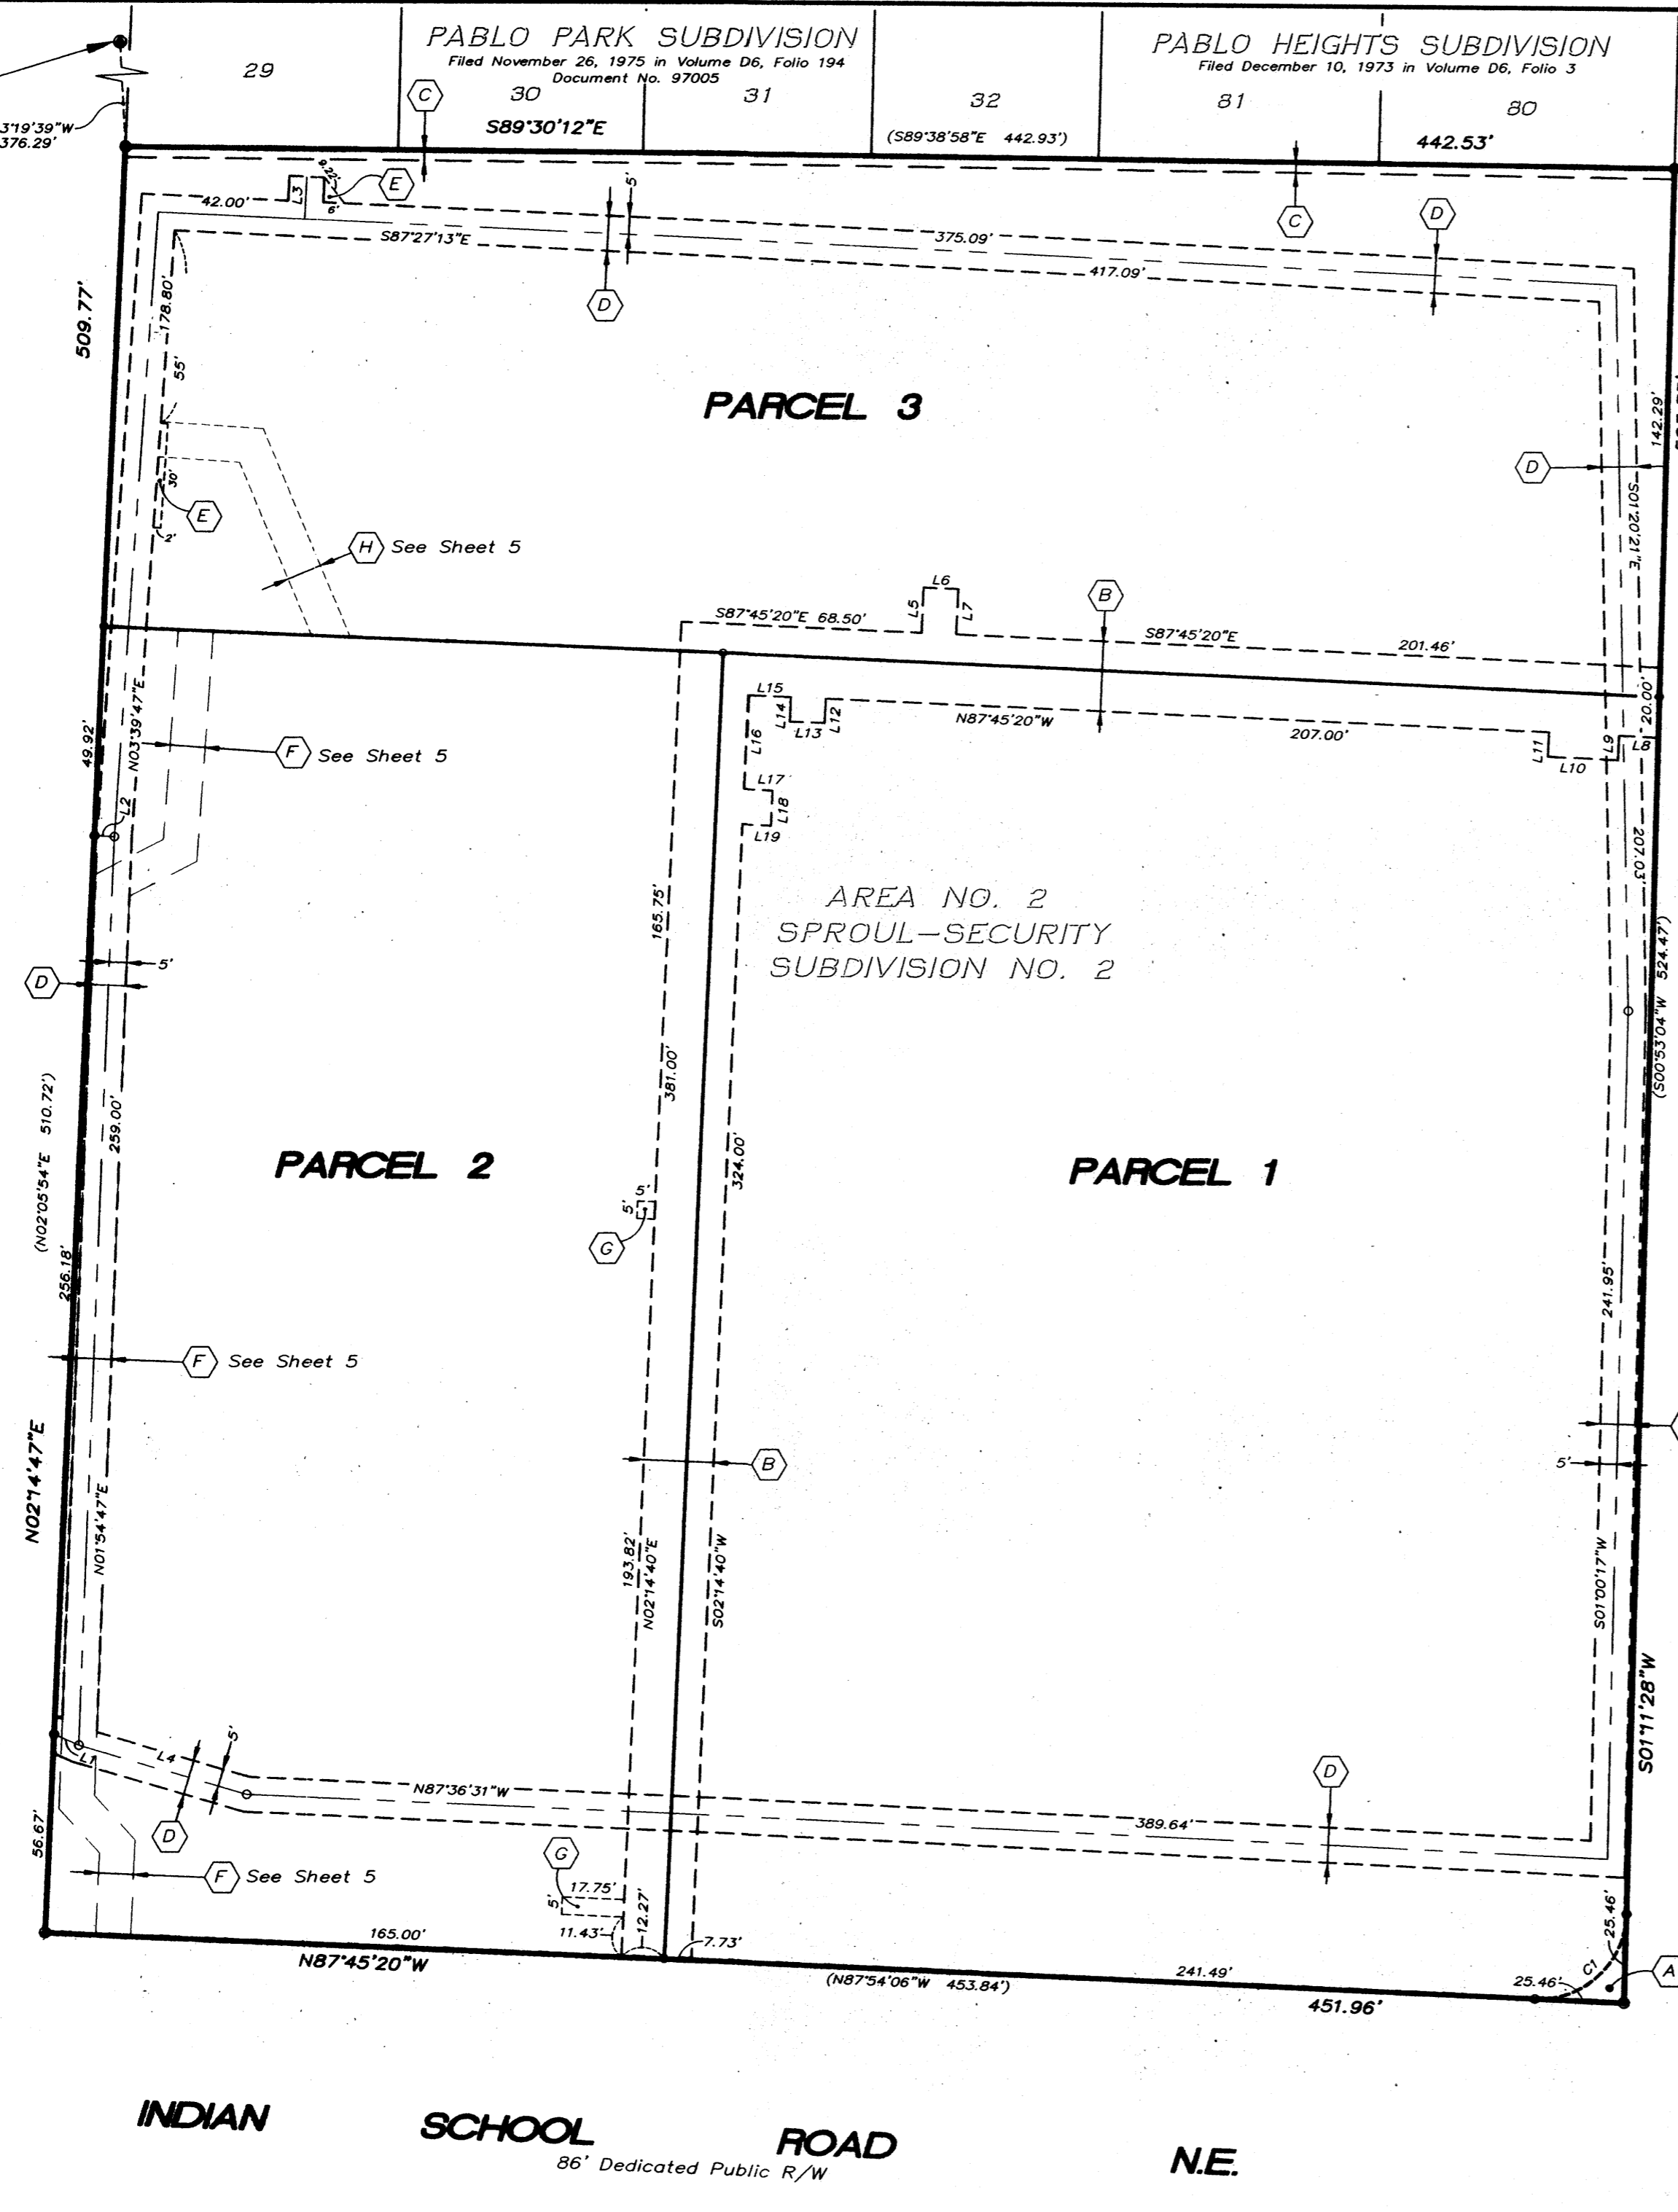 PABLO PARK SUBDIVISION
Filed November 26, 1975 in Volume D6, Folio 194
Document No. 97005
PABLO HEIGHTS SUBDIVISION
Filed December 10, 1973 in Volume D6, Folio 3
29
30
31
32
81
80
3°19'39"W
376.29'
C
S89°30'12"E
(S89°38'58"E 442.93')
442.53'
42.00'
L3
6'
E
5'
C
D
S87°27'13"E
375.09'
417.09'
D
509.77'
178.80'
55'
PARCEL 3
142.29'
D
30'
E
2'
S01°20'21"E
H See Sheet 5
L6
L5
L7
B
S87°45'20"E 68.50'
S87°45'20"E
201.46'
20.00'
L15
L14
L13
L12
L16
N87°45'20"W
207.00'
L11
L10
L9
L8
N03°39'47"E
49.92'
F See Sheet 5
L2
L17
L18
L19
207.03'
AREA NO. 2
SPROUL-SECURITY
SUBDIVISION NO. 2
165.75'
5'
D
(S00°53'04"W 524.47')
381.00'
(N02°05'54"E 510.72')
259.00'
324.00'
PARCEL 2
PARCEL 1
5'
5'
G
256.18'
241.95'
F See Sheet 5
N02°14'47"E
B
5'
N01°54'47"E
193.82'
N02°14'40"E
S02°14'40"W
S01°00'17"W
S01°11'28"W
L1
L4
5'
N87°36'31"W
D
D
389.64'
56.67'
F See Sheet 5
G
17.75'
5'
11.43'
12.27'
7.73'
25.46'
C1
A
165.00'
N87°45'20"W
(N87°54'06"W 453.84')
241.49'
25.46'
451.96'
INDIAN SCHOOL ROAD N.E.
86' Dedicated Public R/W